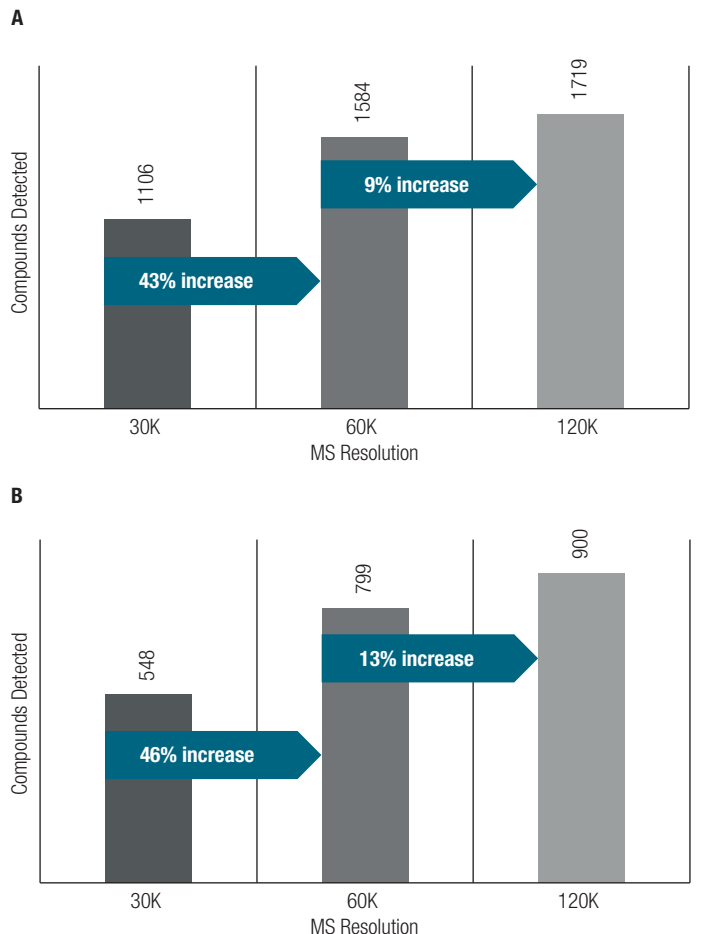 A
Compounds Detected
1106
1584
1719
43% increase
9% increase
30K
60K
120K
MS Resolution
B
Compounds Detected
548
799
900
46% increase
13% increase
30K
60K
120K
MS Resolution